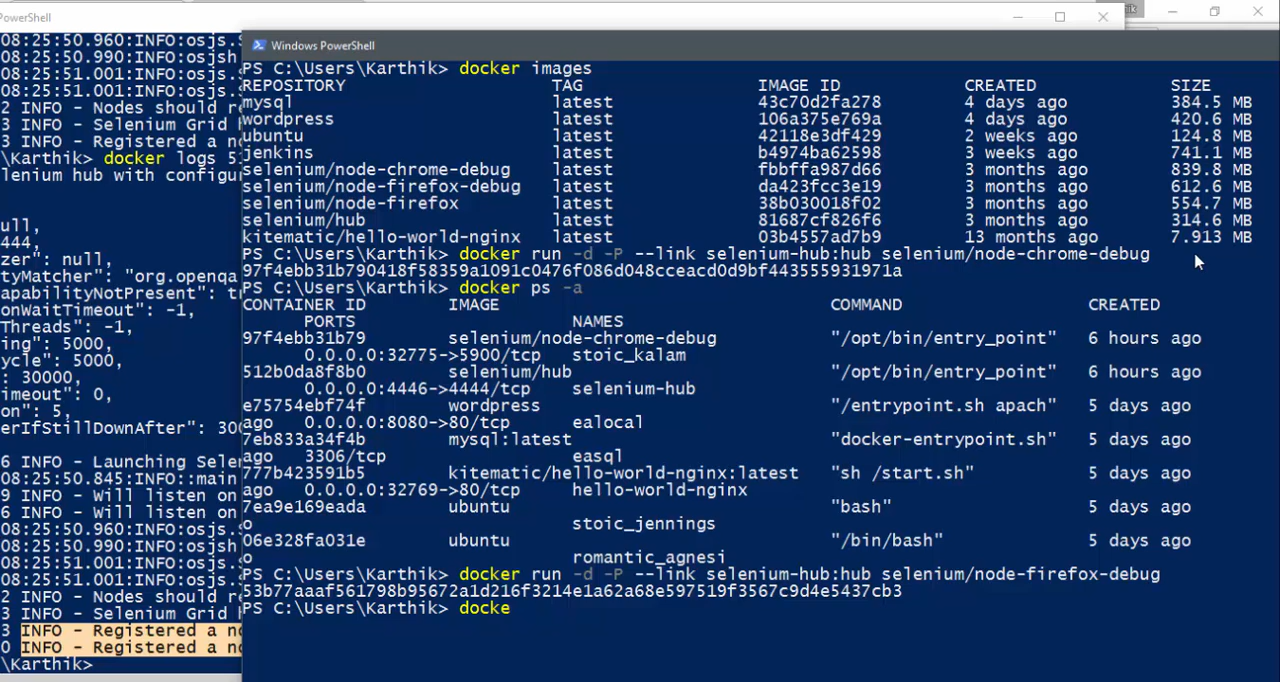 PowerShell
Windows PowerShell
08:25:50.960:INFO:osjs.
08:25:50.990:INFO:osjsh
08:25:51.001:INFO:osjs.
2 INFO - Nodes should re
3 INFO - Selenium Grid
3 INFO - Registered a no
\Karthik> docker logs 51
lenium hub with configur
ull,
444,
zer": null,
tyMatcher": "org.openqa
apabilityNotPresent": tr
onWaitTimeout": -1,
Threads": -1,
ing": 5000,
ycle": 5000,
: 30000,
imeout": 0,
on": 5,
erIfStillDownAfter": 300
6 INFO - Launching Selen
08:25:50.845:INFO::main
9 INFO - Will listen on
6 INFO - Will listen on
08:25:50.960:INFO:osjs.
08:25:50.990:INFO:osjsh
08:25:51.001:INFO:osjs.
2 INFO - Nodes should re
3 INFO - Selenium Grid
3 INFO - Registered a no
0 INFO - Registered a no
\Karthik>
PS C:\Users\Karthik> docker images
REPOSITORY TAG IMAGE ID CREATED SIZE
mysql latest 43c70d2fa278 4 days ago 384.5 MB
wordpress latest 106a375e769a 4 days ago 420.6 MB
ubuntu latest 42118e3df429 2 weeks ago 124.8 MB
jenkins latest b4974ba62598 3 weeks ago 741.1 MB
selenium/node-chrome-debug latest fbbffa987d66 3 months ago 839.8 MB
selenium/node-firefox-debug latest da423fcc3e19 3 months ago 612.6 MB
selenium/node-firefox latest 38b030018f02 3 months ago 554.7 MB
selenium/hub latest 81687cf826f6 3 months ago 314.6 MB
kitematic/hello-world-nginx latest 03b4557ad7b9 13 months ago 7.913 MB
PS C:\Users\Karthik> docker run -d -P --link selenium-hub:hub selenium/node-chrome-debug
97f4ebb31b790418f58359a1091c0476f086d048cceacd0d9bf443555931971a
PS C:\Users\Karthik> docker ps -a
CONTAINER ID IMAGE COMMAND CREATED
PORTS NAMES
97f4ebb31b79 selenium/node-chrome-debug "/opt/bin/entry_point" 6 hours ago
0.0.0.0:32775->5900/tcp stoic_kalam
512b0da8f8b0 selenium/hub "/opt/bin/entry_point" 6 hours ago
0.0.0.0:4446->4444/tcp selenium-hub
e75754ebf74f wordpress "/entrypoint.sh apach" 5 days ago
ago 0.0.0.0:8080->80/tcp ealocal
7eb833a34f4b mysql:latest "docker-entrypoint.sh" 5 days ago
ago 3306/tcp easql
777b423591b5 kitematic/hello-world-nginx:latest "sh /start.sh" 5 days ago
ago 0.0.0.0:32769->80/tcp hello-world-nginx
7ea9e169eada ubuntu "bash" 5 days ago
o stoic_jennings
06e328fa031e ubuntu "/bin/bash" 5 days ago
o romantic_agnesi
PS C:\Users\Karthik> docker run -d -P --link selenium-hub:hub selenium/node-firefox-debug
53b77aaaf561798b95672a1d216f3214e1a62a68e597519f3567c9d4e5437cb3
PS C:\Users\Karthik> docke